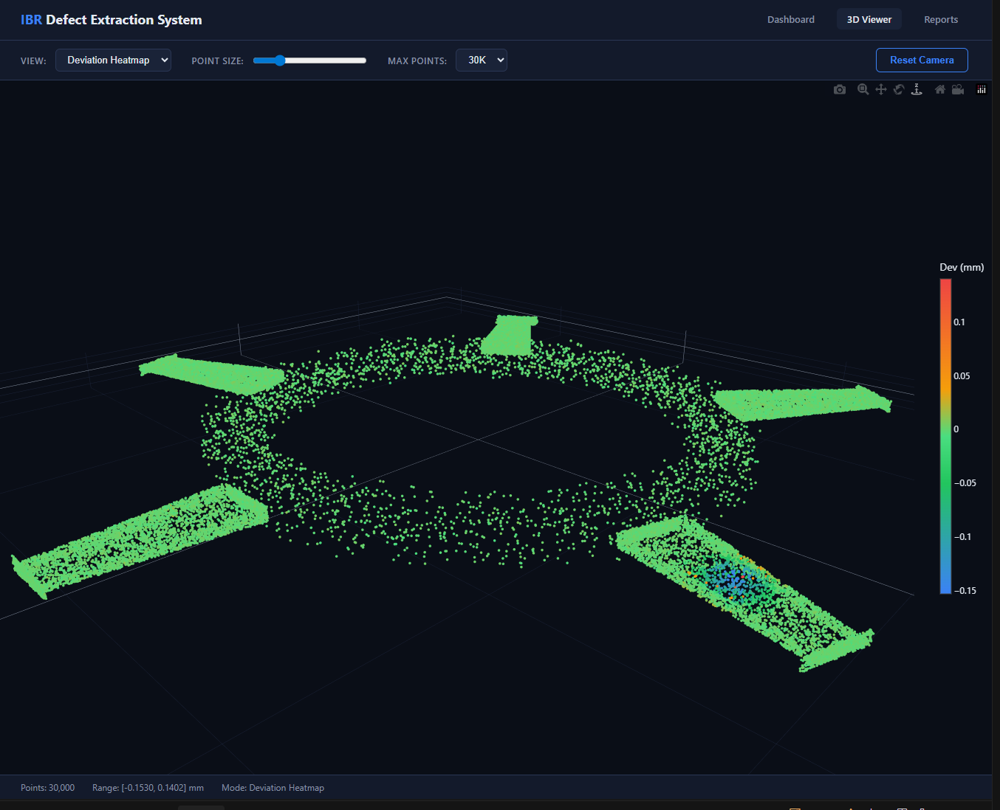 IBR Defect Extraction System
Dashboard
3D Viewer
Reports
VIEW:
Deviation Heatmap
POINT SIZE:
MAX POINTS:
30K
Reset Camera
z
Dev (mm)
0.1
0.05
0
−0.05
−0.1
−0.15
Points: 30,000
Range: [-0.1530, 0.1402] mm
Mode: Deviation Heatmap